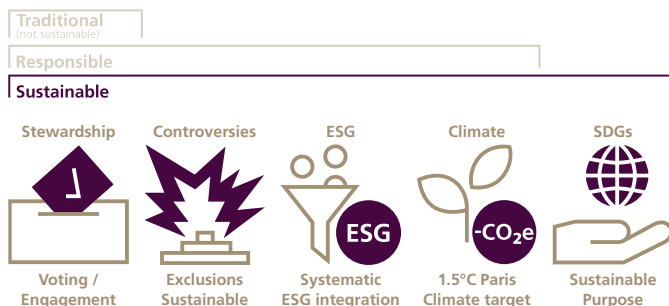 Traditional
(not sustainable)
Responsible
Sustainable
Stewardship
Controversies
ESG
Climate
SDGs
ESG
-CO₂e
Voting /
Engagement
Exclusions
Sustainable
Systematic
ESG integration
1.5°C Paris
Climate target
Sustainable
Purpose